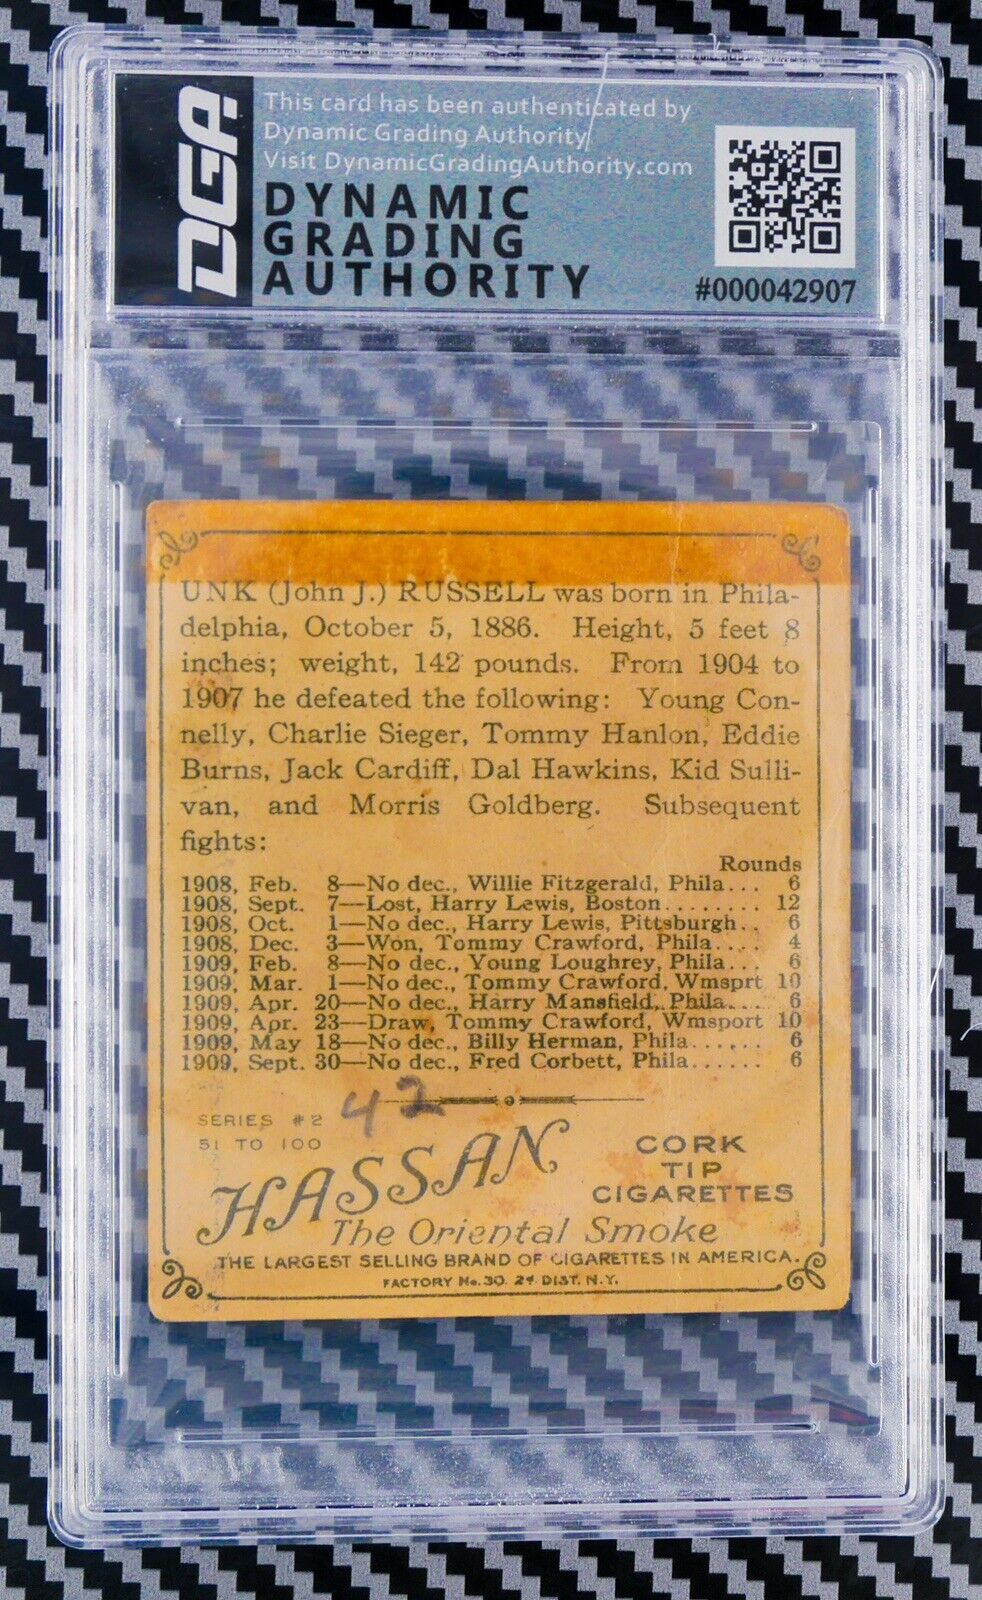 DGA
This card has been authenticated by
Dynamic Grading Authority
Visit DynamicGradingAuthority.com
DYNAMIC
GRADING
AUTHORITY
#000042907
UNK (John J.) RUSSELL was born in Phila-
delphia, October 5, 1886. Height, 5 feet 8
inches; weight, 142 pounds. From 1904 to
1907 he defeated the following: Young Con-
nelly, Charlie Sieger, Tommy Hanlon, Eddie
Burns, Jack Cardiff, Dal Hawkins, Kid Sulli-
van, and Morris Goldberg. Subsequent
fights:
Rounds
1908, Feb. 8—No dec., Willie Fitzgerald, Phila... 6
1908, Sept. 7—Lost, Harry Lewis, Boston........ 12
1908, Oct. 1—No dec., Harry Lewis, Pittsburgh.. 6
1908, Dec. 3—Won, Tommy Crawford, Phila.... 4
1909, Feb. 8—No dec., Young Loughrey, Phila... 6
1909, Mar. 1—No dec., Tommy Crawford, Wmsprt 10
1909, Apr. 20—No dec., Harry Mansfield, Phila... 6
1909, Apr. 23—Draw, Tommy Crawford, Wmsport 10
1909, May 18—No dec., Billy Herman, Phila...... 6
1909, Sept. 30—No dec., Fred Corbett, Phila...... 6
42
SERIES #2
51 TO 100
HASSAN
CORK
TIP
CIGARETTES
The Oriental Smoke
THE LARGEST SELLING BRAND OF CIGARETTES IN AMERICA.
FACTORY No. 30. 2d DIST. N.Y.